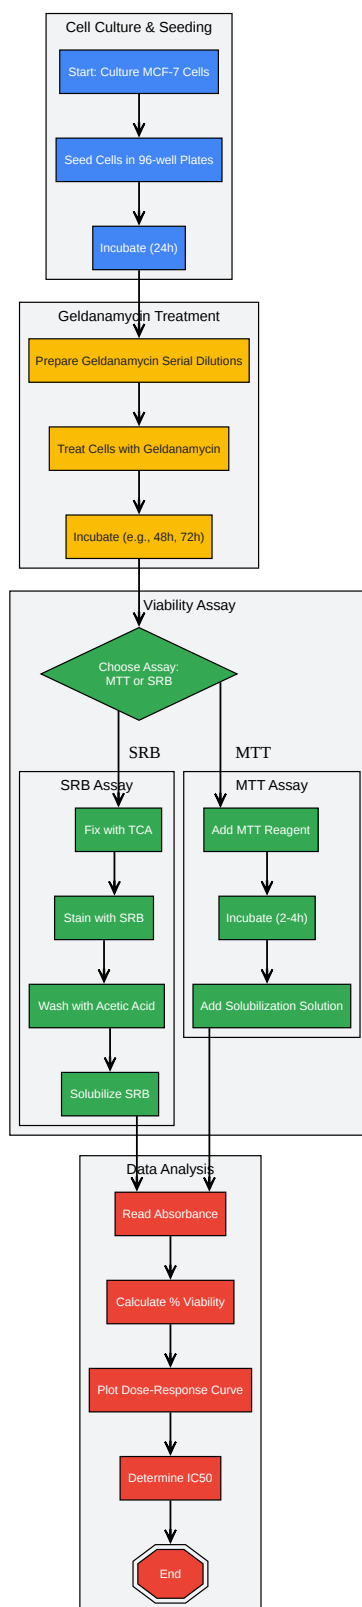 Cell Culture & Seeding
Start: Culture MCF-7 Cells
Seed Cells in 96-well Plates
Incubate (24h)
Geldanamycin Treatment
Prepare Geldanamycin Serial Dilutions
Treat Cells with Geldanamycin
Incubate (e.g., 48h, 72h)
Viability Assay
Choose Assay:
MTT or SRB
SRB
MTT
SRB Assay
Fix with TCA
Stain with SRB
Wash with Acetic Acid
Solubilize SRB
MTT Assay
Add MTT Reagent
Incubate (2-4h)
Add Solubilization Solution
Data Analysis
Read Absorbance
Calculate % Viability
Plot Dose-Response Curve
Determine IC50
End